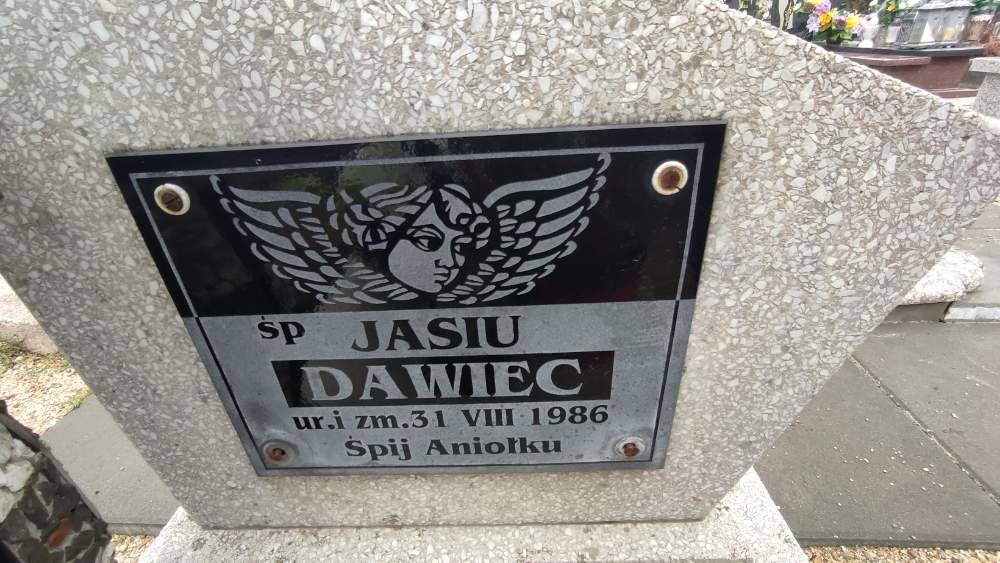 śp JASIU
DAWIEC
ur.i zm.31 VIII 1986
Śpij Aniołku